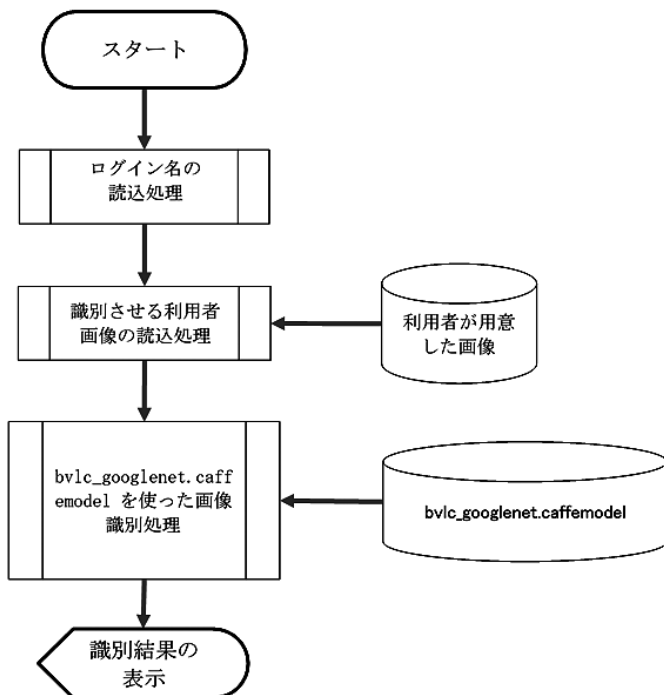 スタート
ログイン名の
読込処理
識別させる利用者
画像の読込処理
利用者が用意
した画像
bvlc_googlenet.caff
emodel を使った画像
識別処理
bvlc_googlenet.caffemodel
識別結果の
表示